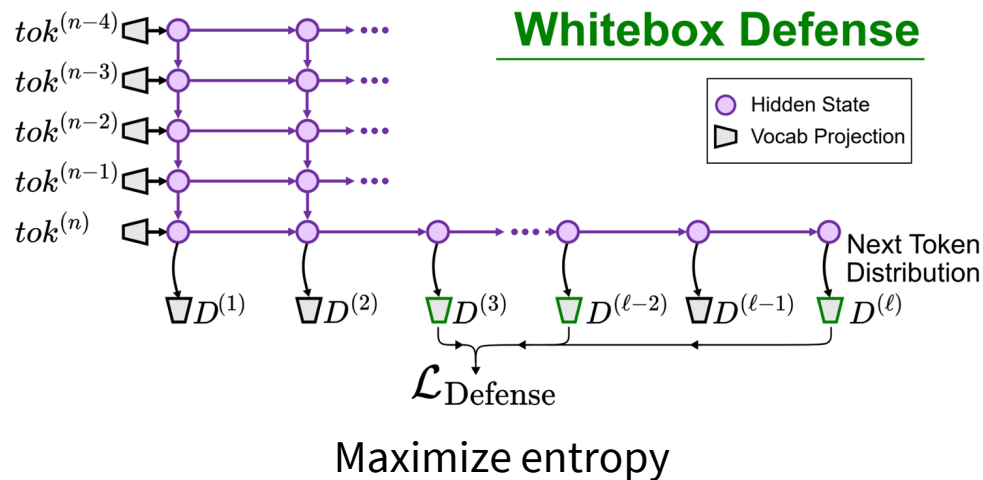 Whitebox Defense
tok^(n−4)
tok^(n−3)
tok^(n−2)
tok^(n−1)
tok^(n)
Hidden State
Vocab Projection
Next Token
Distribution
D^(1) D^(2) D^(3) D^(ℓ−2) D^(ℓ−1) D^(ℓ)
ℒ_Defense
Maximize entropy